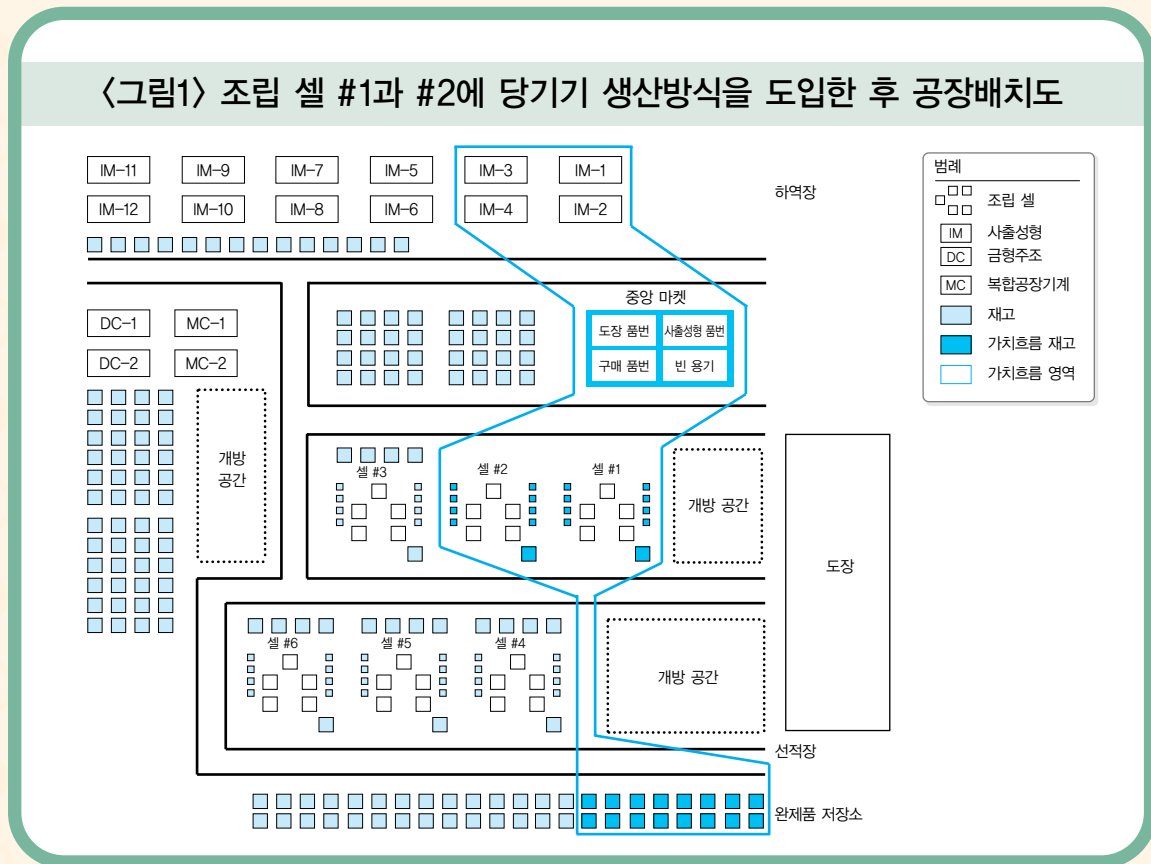 〈그림1〉 조립 셀 #1과 #2에 당기기 생산방식을 도입한 후 공장배치도
IM-11 IM-9 IM-7 IM-5 IM-3 IM-1
IM-12 IM-10 IM-8 IM-6 IM-4 IM-2
하역장
범례
조립 셀
IM 사출성형
DC 금형주조
MC 복합공장기계
재고
가치흐름 재고
가치흐름 영역
DC-1 MC-1
DC-2 MC-2
중앙 마켓
도장 품번 사출성형 품번
구매 품번 빈 용기
개방
공간
셀 #3 셀 #2 셀 #1
개방 공간
도장
셀 #6 셀 #5 셀 #4
개방 공간
선적장
완제품 저장소